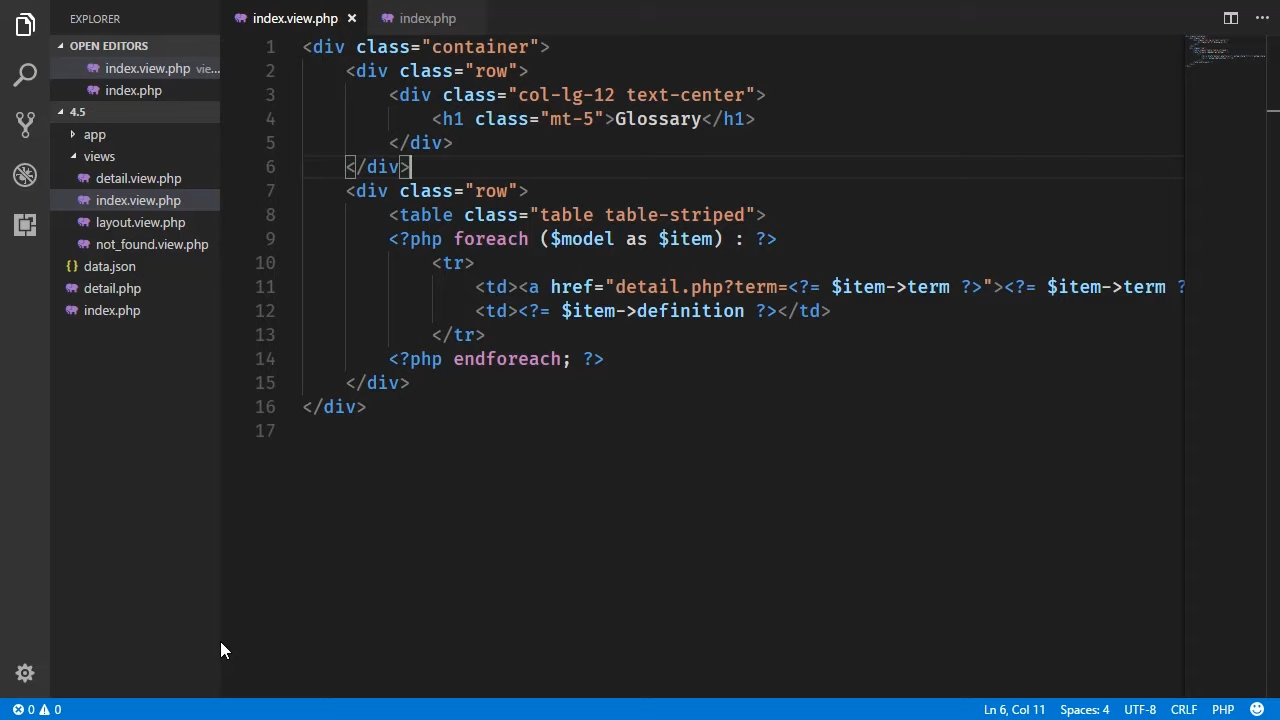 EXPLORER
OPEN EDITORS
index.view.php vie...
index.php
4.5
app
views
detail.view.php
index.view.php
layout.view.php
not_found.view.php
{} data.json
detail.php
index.php
index.view.php × index.php ...
1 <div class="container">
2 <div class="row">
3 <div class="col-lg-12 text-center">
4 <h1 class="mt-5">Glossary</h1>
5 </div>
6 </div>
7 <div class="row">
8 <table class="table table-striped">
9 <?php foreach ($model as $item) : ?>
10 <tr>
11 <td><a href="detail.php?term=<?= $item->term ?>"><?= $item->term ?
12 <td><?= $item->definition ?></td>
13 </tr>
14 <?php endforeach; ?>
15 </div>
16 </div>
17
0 0 Ln 6, Col 11 Spaces: 4 UTF-8 CRLF PHP